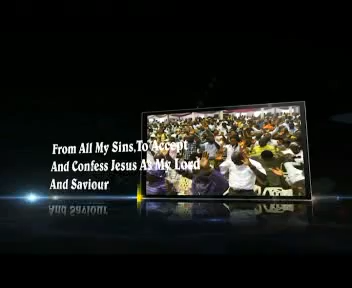 From All My Sins,To Accept
And Confess Jesus As My Lord
And Saviour